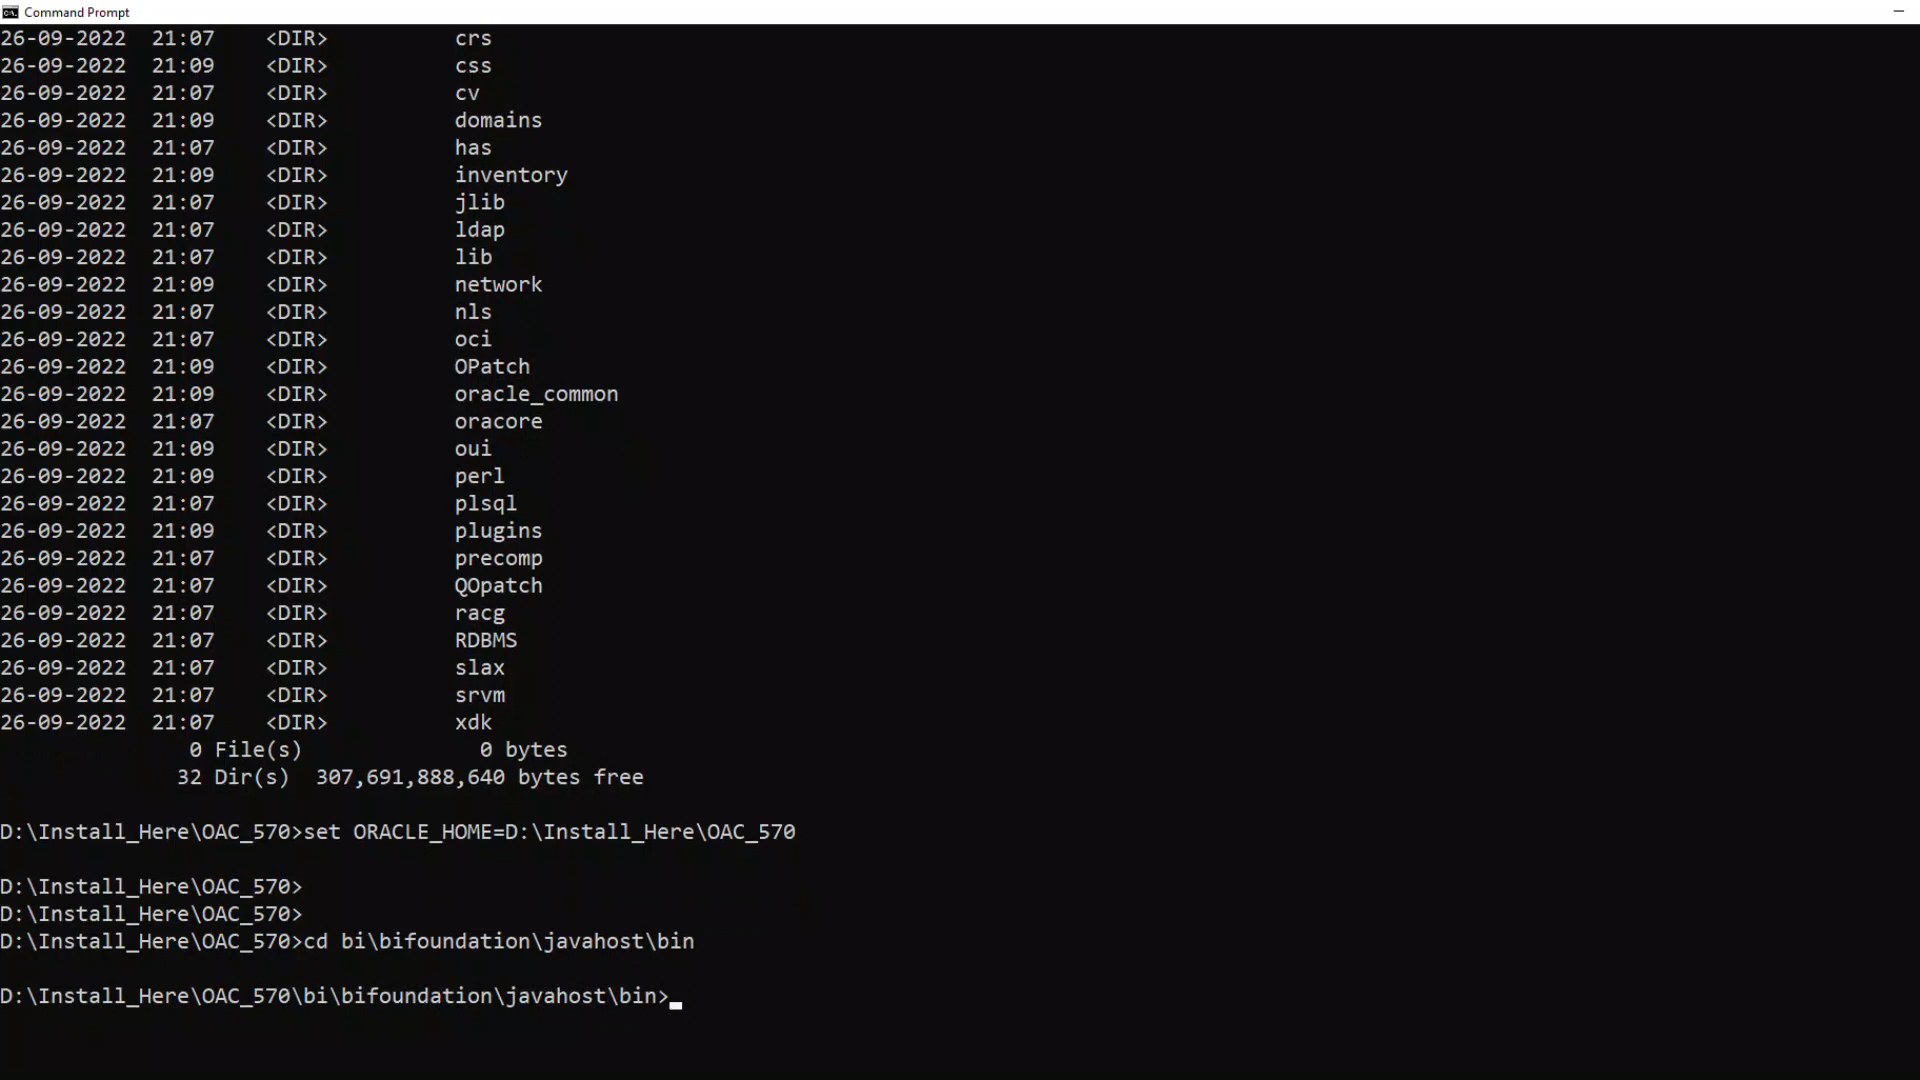 Command Prompt
26-09-2022  21:07    <DIR>          crs
26-09-2022  21:09    <DIR>          css
26-09-2022  21:07    <DIR>          cv
26-09-2022  21:09    <DIR>          domains
26-09-2022  21:07    <DIR>          has
26-09-2022  21:09    <DIR>          inventory
26-09-2022  21:07    <DIR>          jlib
26-09-2022  21:07    <DIR>          ldap
26-09-2022  21:07    <DIR>          lib
26-09-2022  21:09    <DIR>          network
26-09-2022  21:07    <DIR>          nls
26-09-2022  21:07    <DIR>          oci
26-09-2022  21:09    <DIR>          OPatch
26-09-2022  21:09    <DIR>          oracle_common
26-09-2022  21:07    <DIR>          oracore
26-09-2022  21:09    <DIR>          oui
26-09-2022  21:09    <DIR>          perl
26-09-2022  21:07    <DIR>          plsql
26-09-2022  21:09    <DIR>          plugins
26-09-2022  21:07    <DIR>          precomp
26-09-2022  21:07    <DIR>          QOpatch
26-09-2022  21:07    <DIR>          racg
26-09-2022  21:07    <DIR>          RDBMS
26-09-2022  21:07    <DIR>          slax
26-09-2022  21:07    <DIR>          srvm
26-09-2022  21:07    <DIR>          xdk
               0 File(s)              0 bytes
              32 Dir(s)  307,691,888,640 bytes free
D:\Install_Here\OAC_570>set ORACLE_HOME=D:\Install_Here\OAC_570
D:\Install_Here\OAC_570>
D:\Install_Here\OAC_570>
D:\Install_Here\OAC_570>cd bi\bifoundation\javahost\bin
D:\Install_Here\OAC_570\bi\bifoundation\javahost\bin>